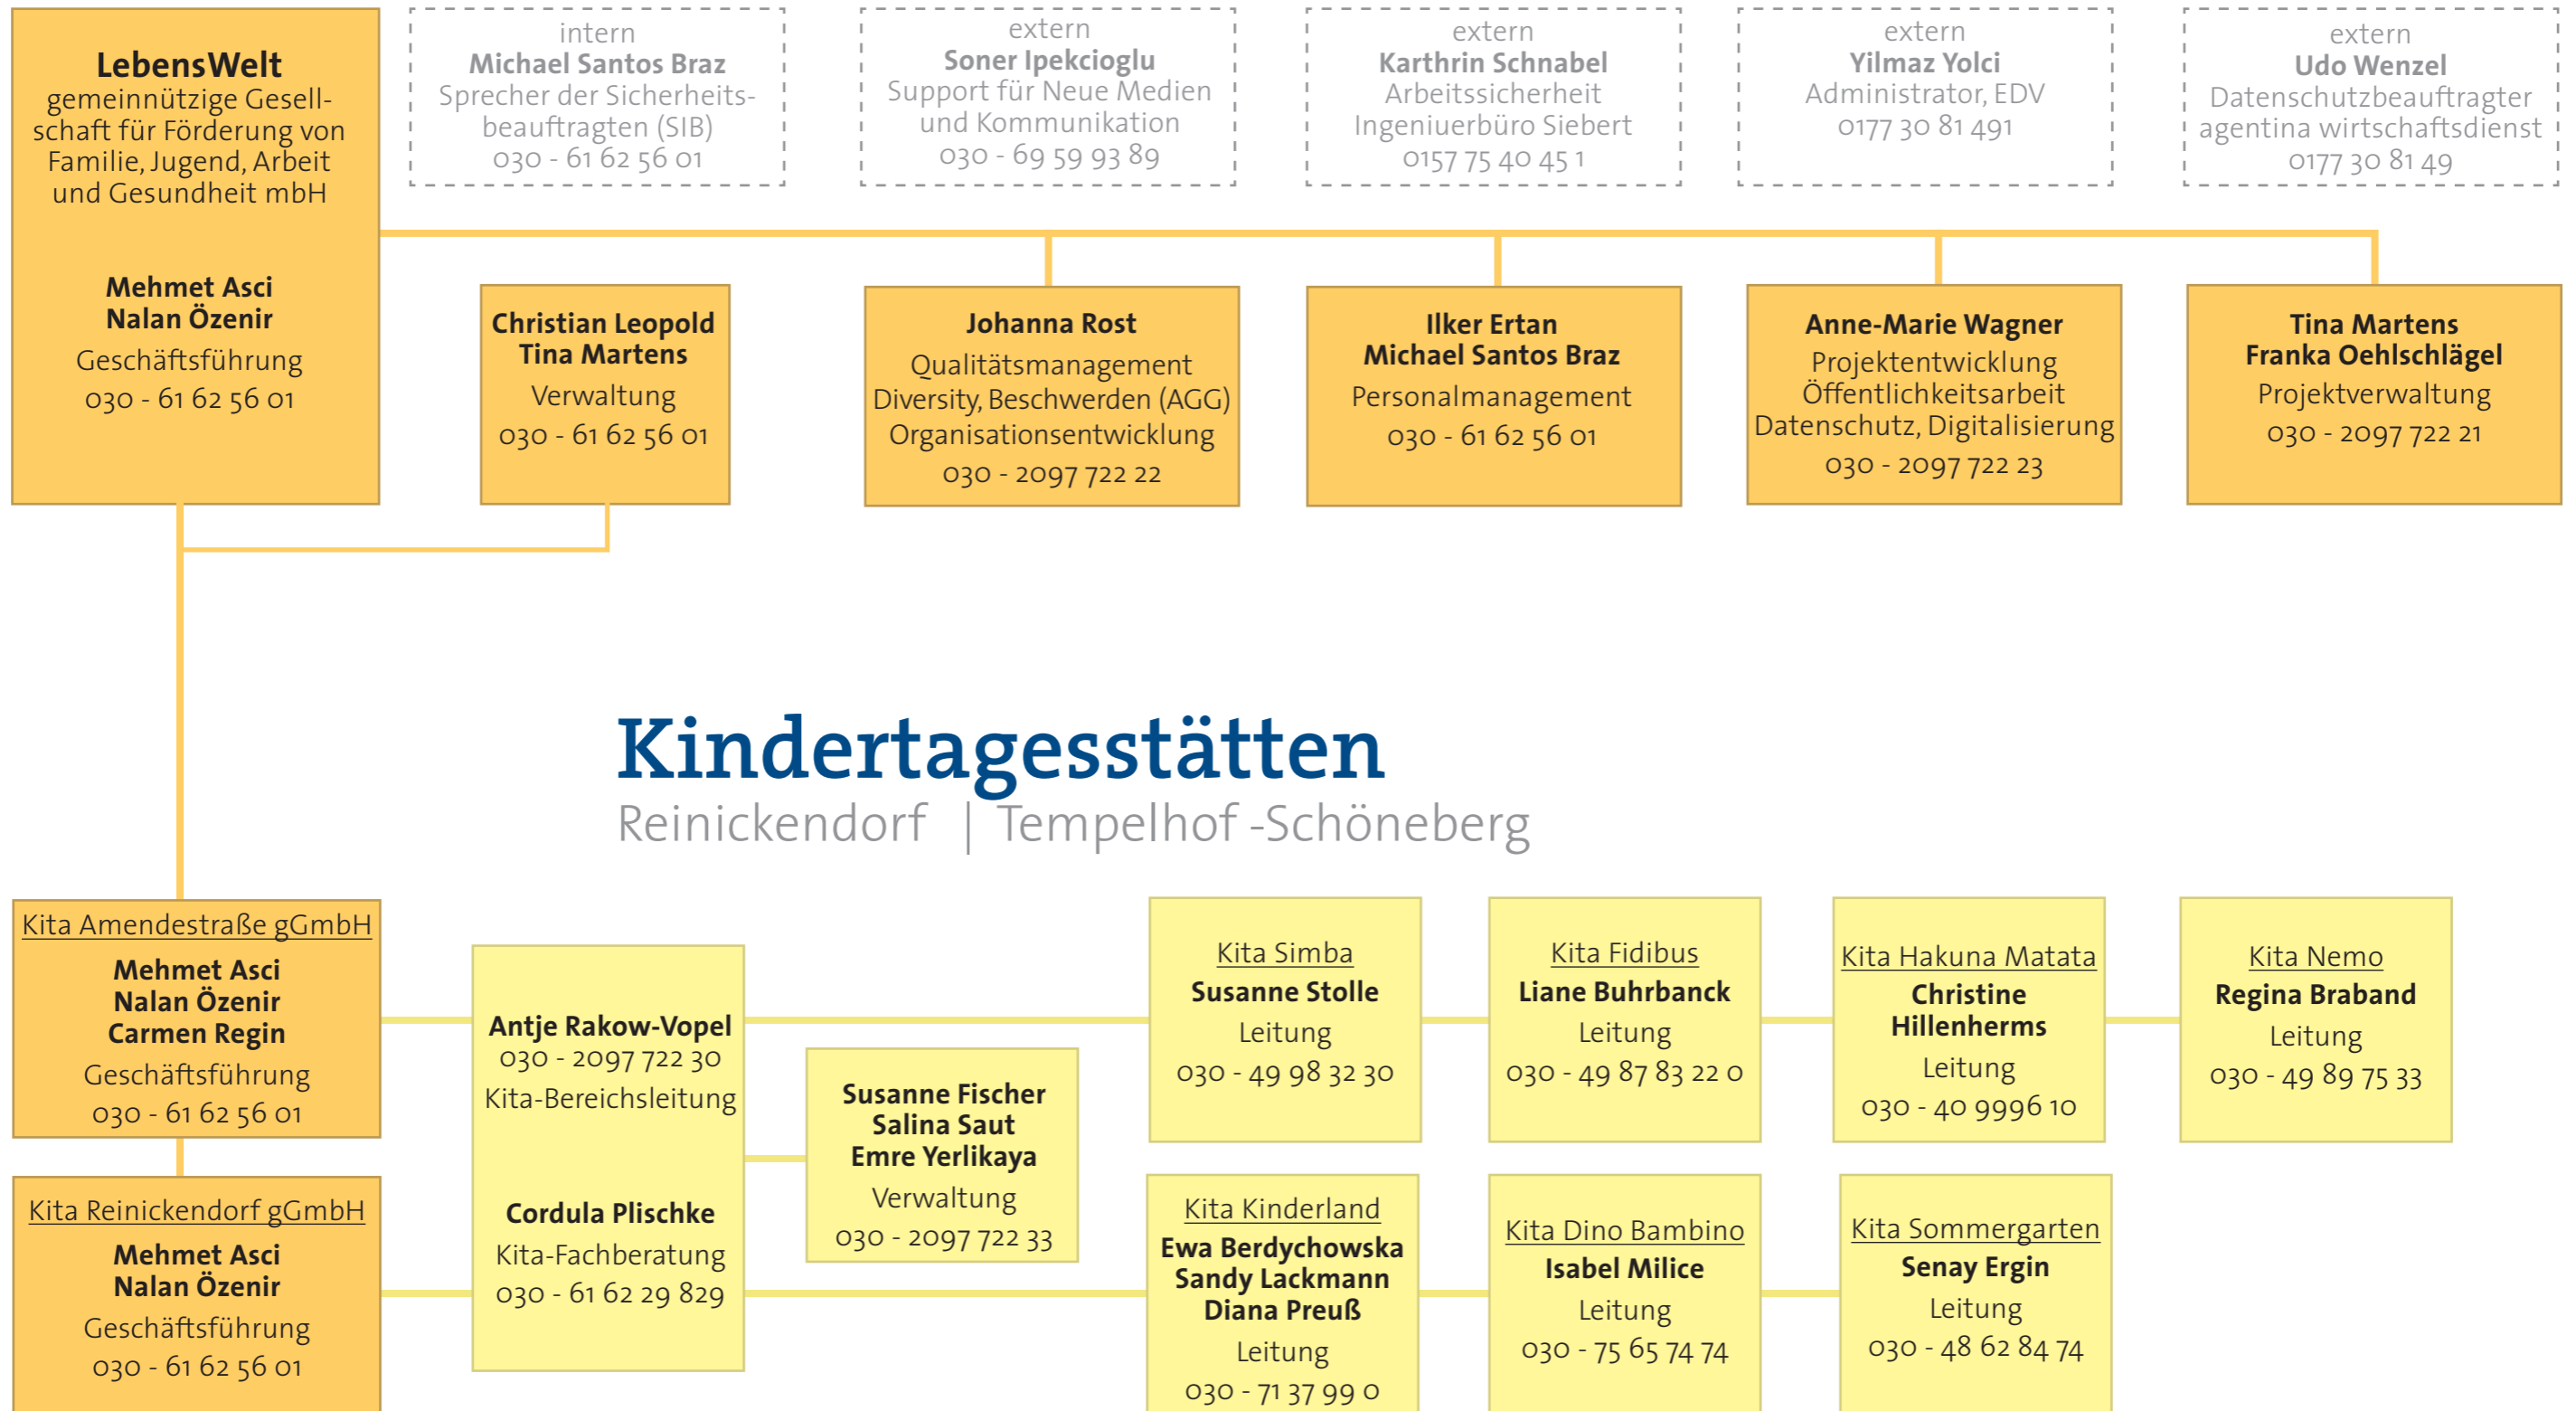 LebensWelt
gemeinnützige Gesell-
schaft für Förderung von
Familie, Jugend, Arbeit
und Gesundheit mbH
Mehmet Asci
Nalan Özenir
Geschäftsführung
030 - 61 62 56 01
intern
Michael Santos Braz
Sprecher der Sicherheits-
beauftragten (SIB)
030 - 61 62 56 01
extern
Soner Ipekcioglu
Support für Neue Medien
und Kommunikation
030 - 69 59 93 89
extern
Karthrin Schnabel
Arbeitssicherheit
Ingeniuerbüro Siebert
0157 75 40 45 1
extern
Yilmaz Yolci
Administrator, EDV
0177 30 81 491
extern
Udo Wenzel
Datenschutzbeauftragter
agentina wirtschaftsdienst
0177 30 81 49
Christian Leopold
Tina Martens
Verwaltung
030 - 61 62 56 01
Johanna Rost
Qualitätsmanagement
Diversity, Beschwerden (AGG)
Organisationsentwicklung
030 - 2097 722 22
Ilker Ertan
Michael Santos Braz
Personalmanagement
030 - 61 62 56 01
Anne-Marie Wagner
Projektentwicklung
Öffentlichkeitsarbeit
Datenschutz, Digitalisierung
030 - 2097 722 23
Tina Martens
Franka Oehlschlägel
Projektverwaltung
030 - 2097 722 21
Kindertagesstätten
Reinickendorf | Tempelhof -Schöneberg
Kita Amendestraße gGmbH
Mehmet Asci
Nalan Özenir
Carmen Regin
Geschäftsführung
030 - 61 62 56 01
Antje Rakow-Vopel
030 - 2097 722 30
Kita-Bereichsleitung
Cordula Plischke
Kita-Fachberatung
030 - 61 62 29 829
Susanne Fischer
Salina Saut
Emre Yerlikaya
Verwaltung
030 - 2097 722 33
Kita Simba
Susanne Stolle
Leitung
030 - 49 98 32 30
Kita Fidibus
Liane Buhrbanck
Leitung
030 - 49 87 83 22 0
Kita Hakuna Matata
Christine
Hillenherms
Leitung
030 - 40 9996 10
Kita Nemo
Regina Braband
Leitung
030 - 49 89 75 33
Kita Reinickendorf gGmbH
Mehmet Asci
Nalan Özenir
Geschäftsführung
030 - 61 62 56 01
Kita Kinderland
Ewa Berdychowska
Sandy Lackmann
Diana Preuß
Leitung
030 - 71 37 99 0
Kita Dino Bambino
Isabel Milice
Leitung
030 - 75 65 74 74
Kita Sommergarten
Senay Ergin
Leitung
030 - 48 62 84 74